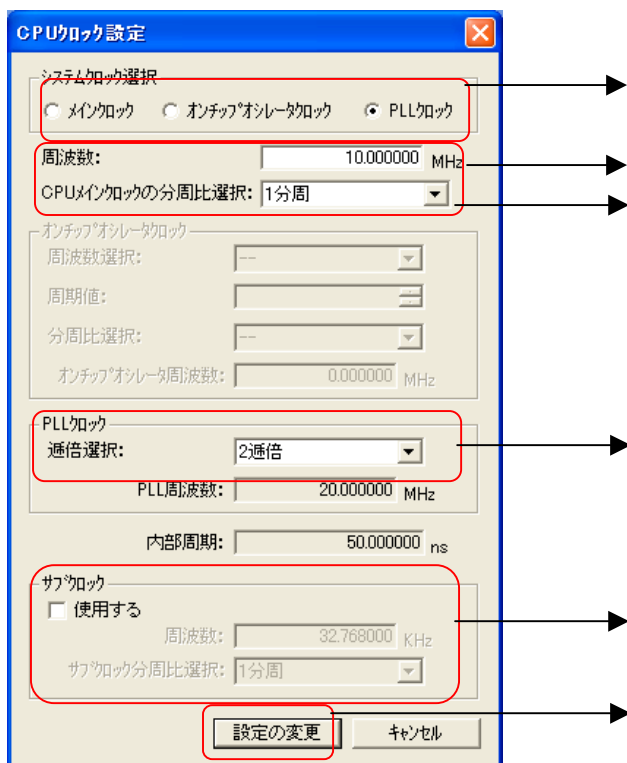 CPUｸﾛｯｸ設定
ｼｽﾃﾑｸﾛｯｸ選択
ﾒｲﾝｸﾛｯｸ ｵﾝﾁｯﾌﾟｵｼﾚｰﾀｸﾛｯｸ PLLｸﾛｯｸ
周波数: 10.000000 MHz
CPUﾒｲﾝｸﾛｯｸの分周比選択: 1分周
ｵﾝﾁｯﾌﾟｵｼﾚｰﾀｸﾛｯｸ
周波数選択: --
周期値:
分周比選択: --
ｵﾝﾁｯﾌﾟｵｼﾚｰﾀ周波数: 0.000000 MHz
PLLｸﾛｯｸ
逓倍選択: 2逓倍
PLL周波数: 20.000000 MHz
内部周期: 50.000000 ns
ｻﾌﾞｸﾛｯｸ
使用する
周波数: 32.768000 KHz
ｻﾌﾞｸﾛｯｸ分周比選択: 1分周
設定の変更 ｷｬﾝｾﾙ